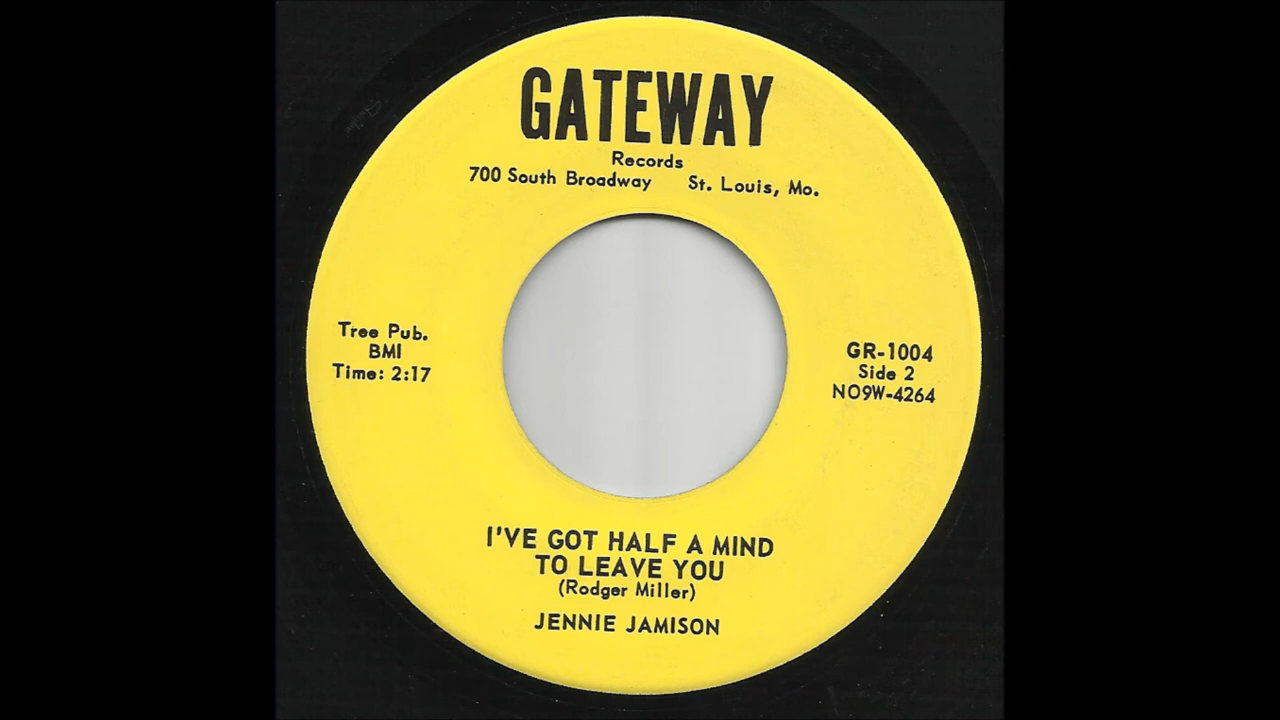 GATEWAY
Records
700 South Broadway St. Louis, Mo.
Tree Pub.
BMI
Time: 2:17
GR-1004
Side 2
NO9W-4264
I'VE GOT HALF A MIND
TO LEAVE YOU
(Rodger Miller)
JENNIE JAMISON